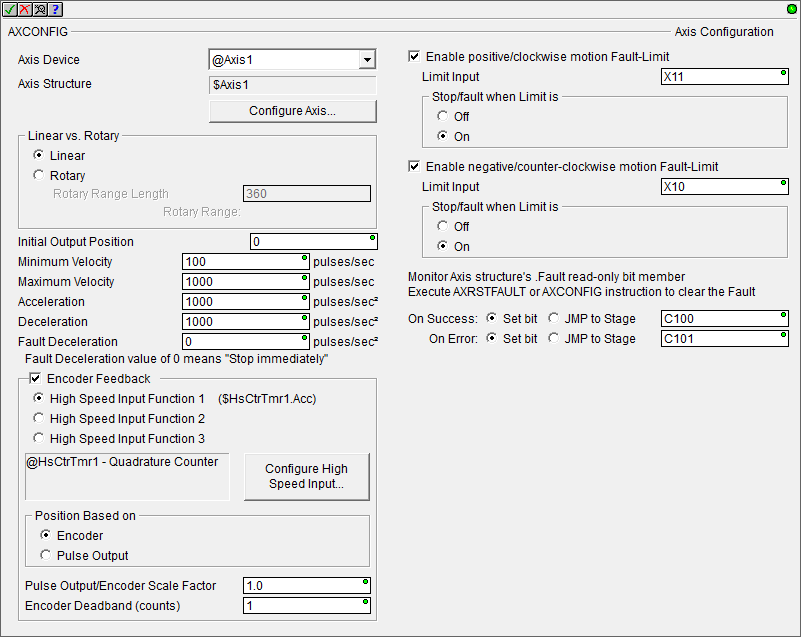 AXCONFIG
Axis Configuration
Axis Device
@Axis1
Axis Structure
$Axis1
Configure Axis...
Linear vs. Rotary
Linear
Rotary
Rotary Range Length
360
Rotary Range:
Initial Output Position
0
Minimum Velocity
100
pulses/sec
Maximum Velocity
1000
pulses/sec
Acceleration
1000
pulses/sec²
Deceleration
1000
pulses/sec²
Fault Deceleration
0
pulses/sec²
Fault Deceleration value of 0 means "Stop immediately"
Encoder Feedback
High Speed Input Function 1 ($HsCtrTmr1.Acc)
High Speed Input Function 2
High Speed Input Function 3
@HsCtrTmr1 - Quadrature Counter
Configure High
Speed Input...
Position Based on
Encoder
Pulse Output
Pulse Output/Encoder Scale Factor
1.0
Encoder Deadband (counts)
1
Enable positive/clockwise motion Fault-Limit
Limit Input
X11
Stop/fault when Limit is
Off
On
Enable negative/counter-clockwise motion Fault-Limit
Limit Input
X10
Stop/fault when Limit is
Off
On
Monitor Axis structure's .Fault read-only bit member
Execute AXRSTFAULT or AXCONFIG instruction to clear the Fault
On Success: Set bit JMP to Stage C100
On Error: Set bit JMP to Stage C101